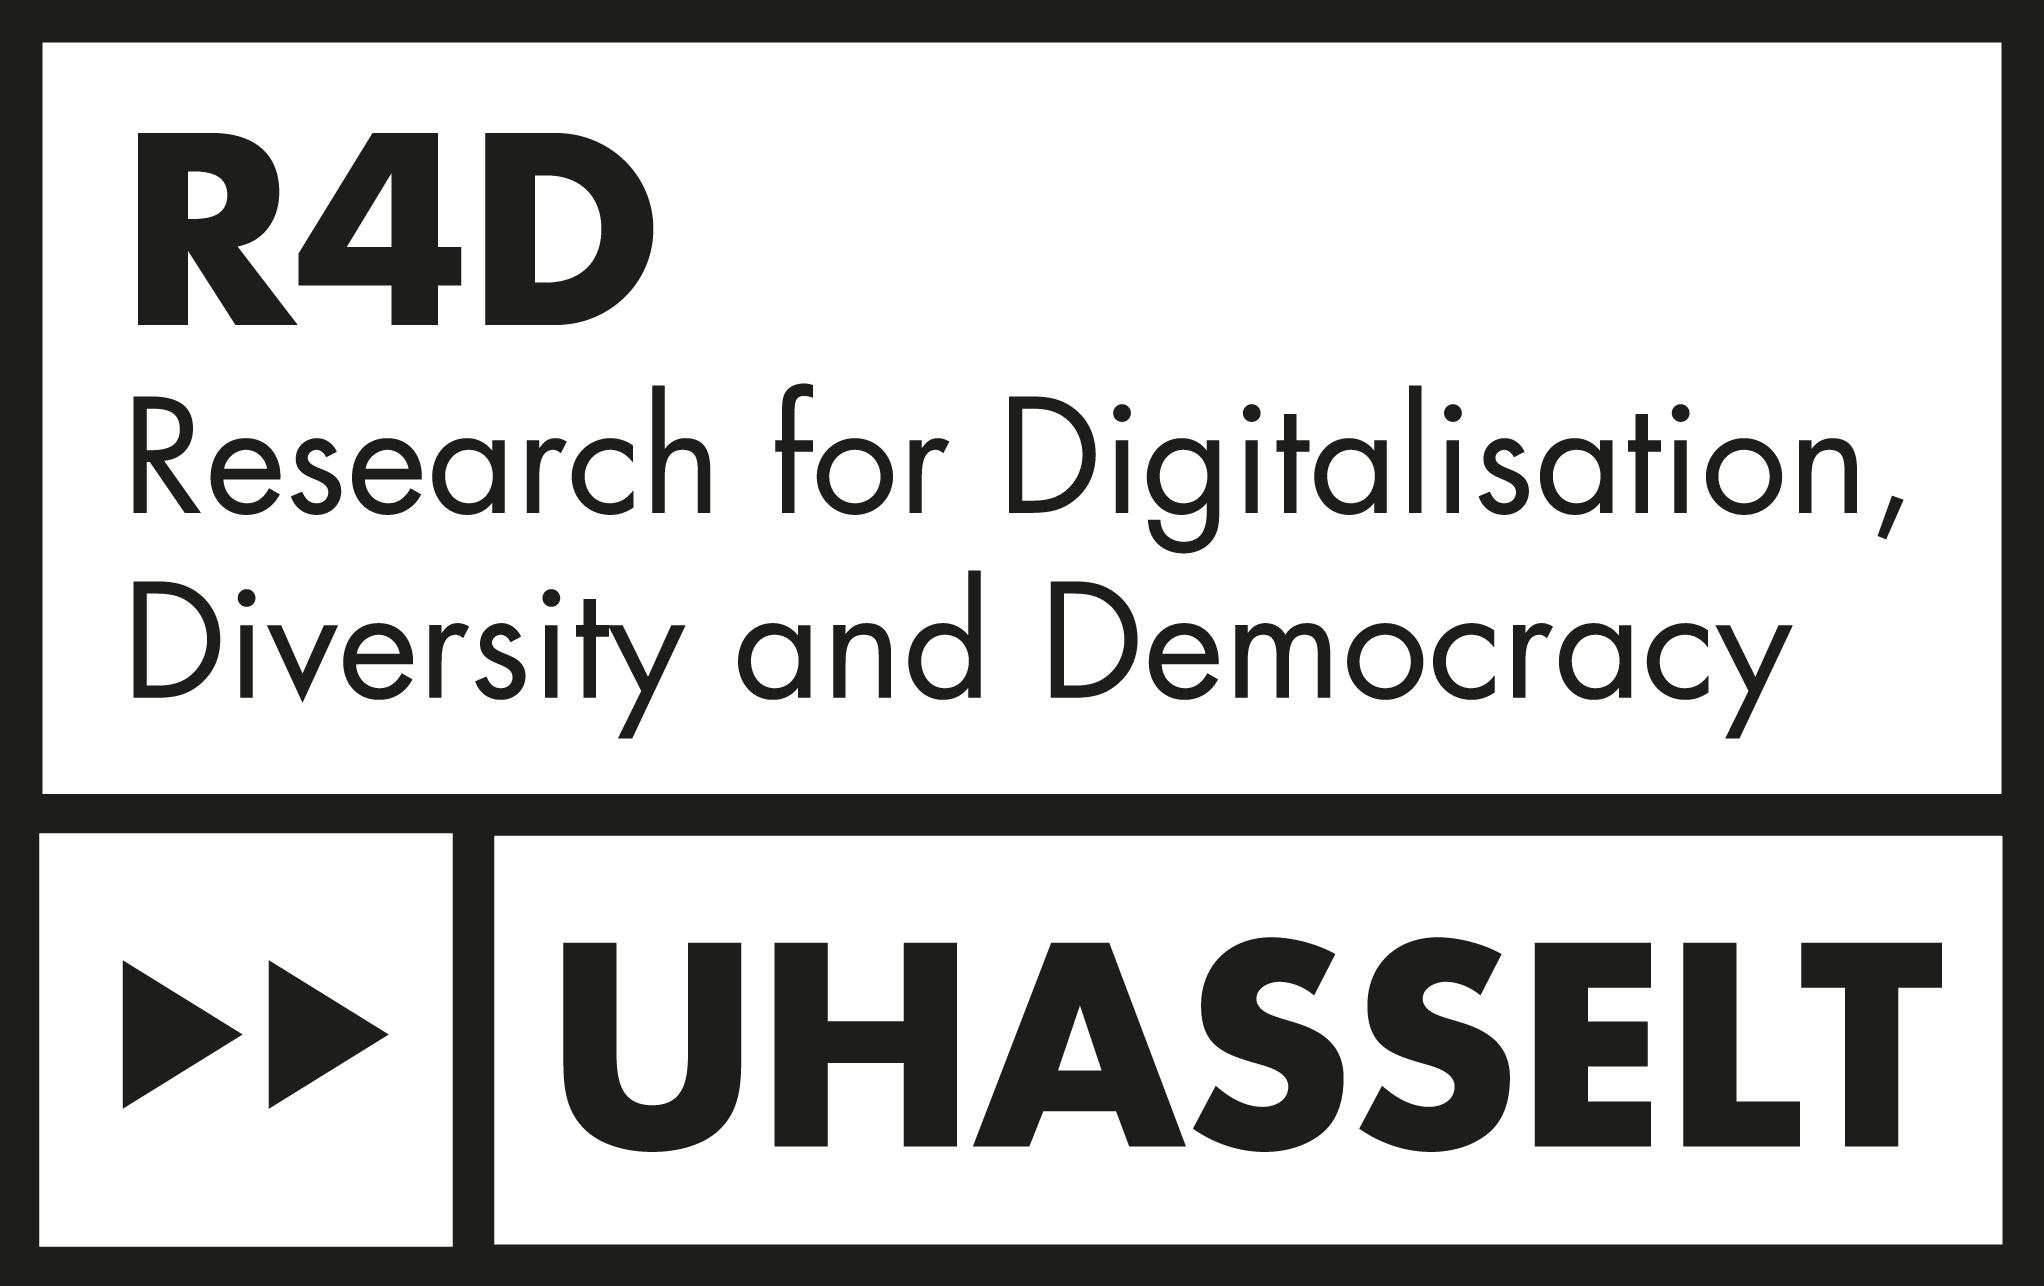 R4D
Research for Digitalisation,
Diversity and Democracy
UHASSELT